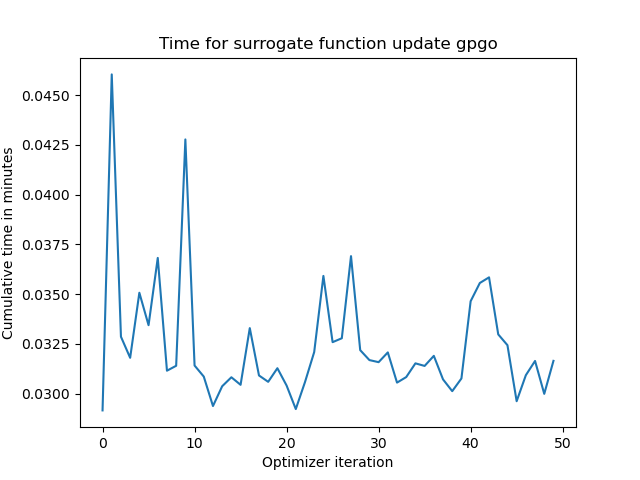 Time for surrogate function update gpgo
Cumulative time in minutes
0.0450
0.0425
0.0400
0.0375
0.0350
0.0325
0.0300
0 10 20 30 40 50
Optimizer iteration